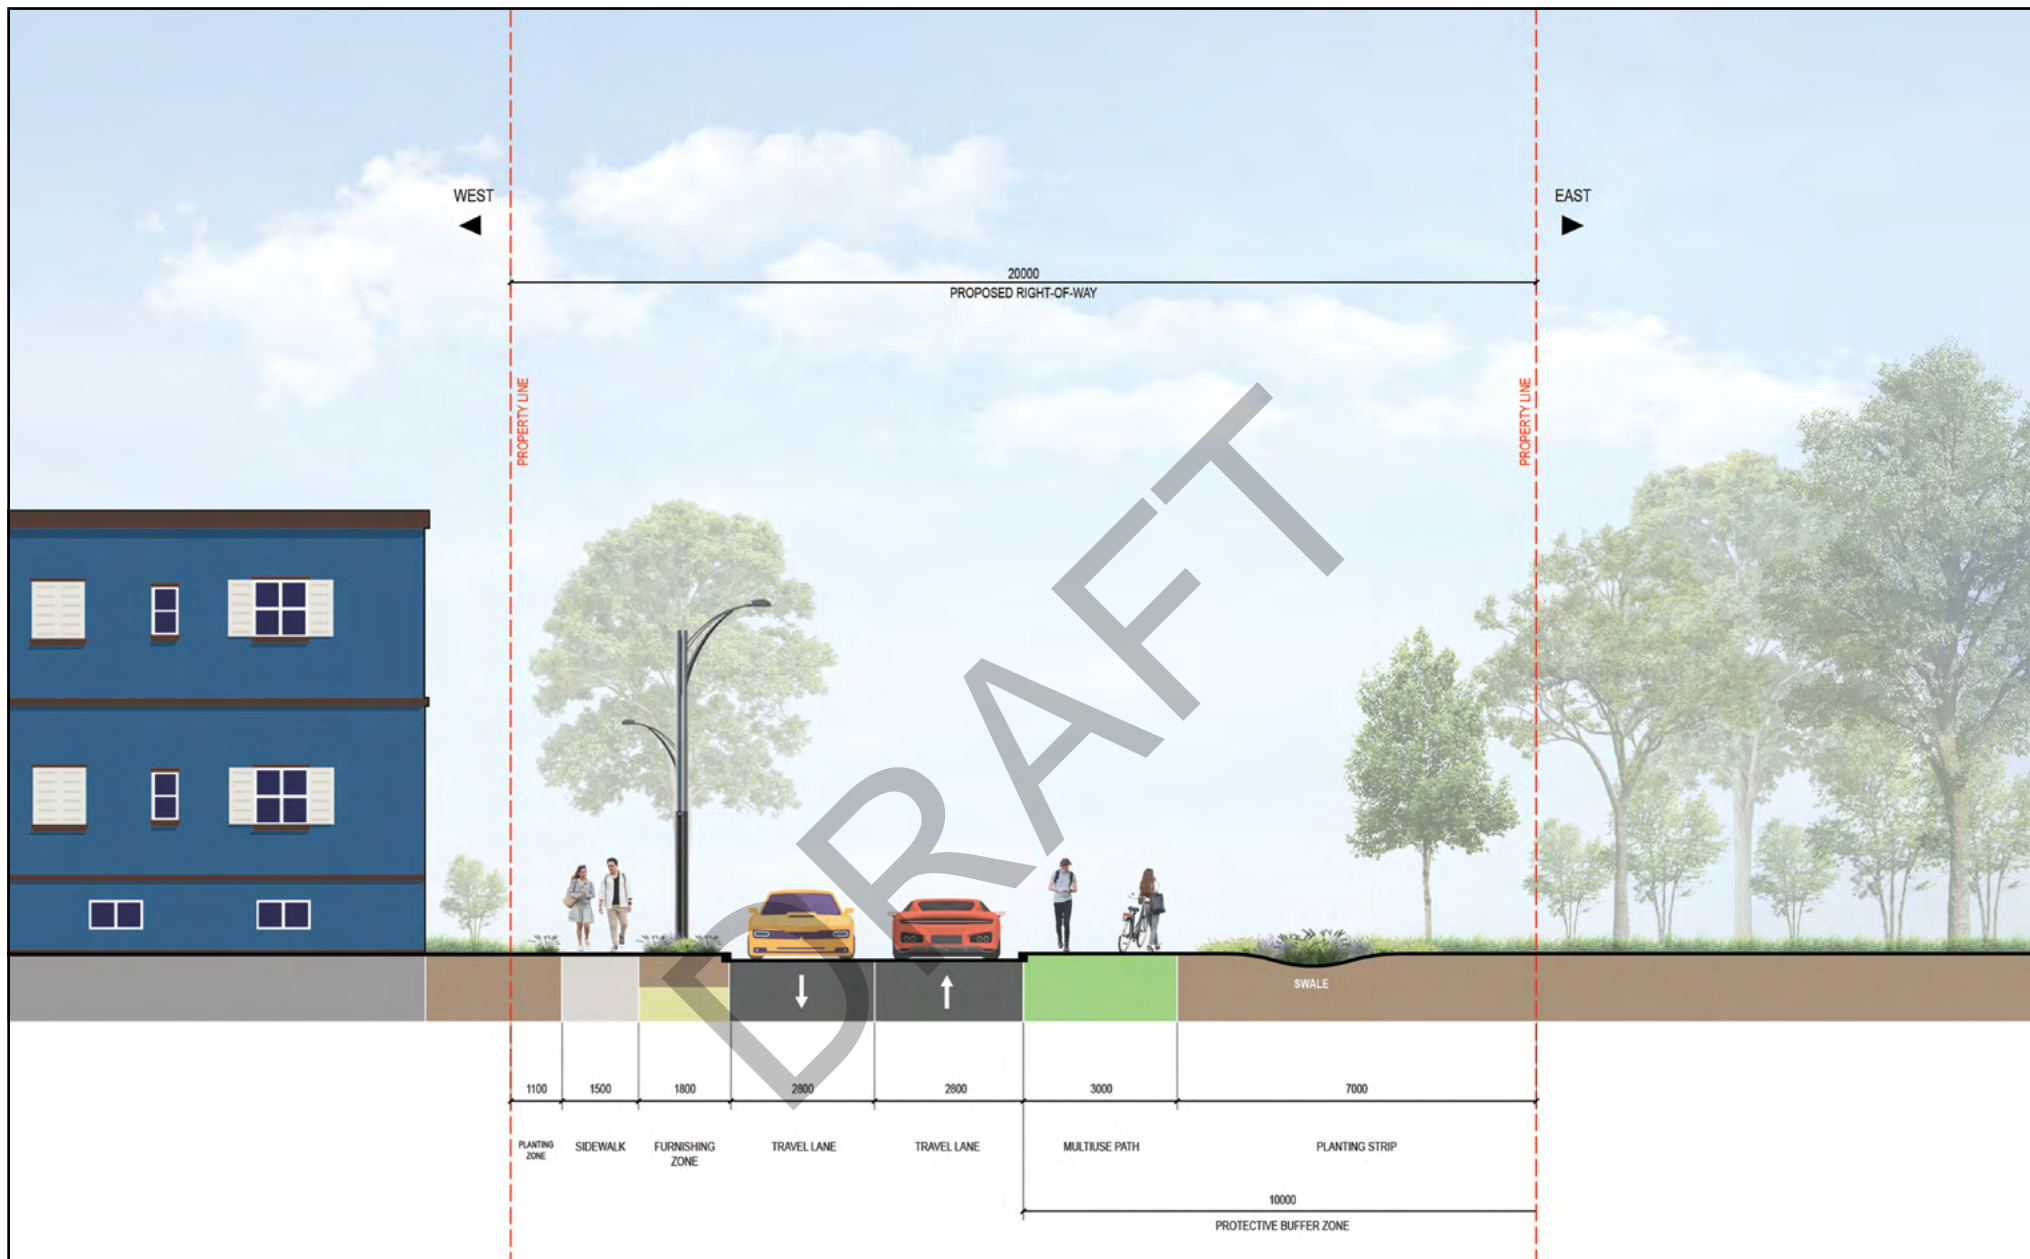 WEST
EAST
20000
PROPOSED RIGHT-OF-WAY
PROPERTY LINE
PROPERTY LINE
DRAFT
SWALE
1100
1500
1800
2800
2800
3000
7000
PLANTING
ZONE
SIDEWALK
FURNISHING
ZONE
TRAVEL LANE
TRAVEL LANE
MULTIUSE PATH
PLANTING STRIP
10000
PROTECTIVE BUFFER ZONE